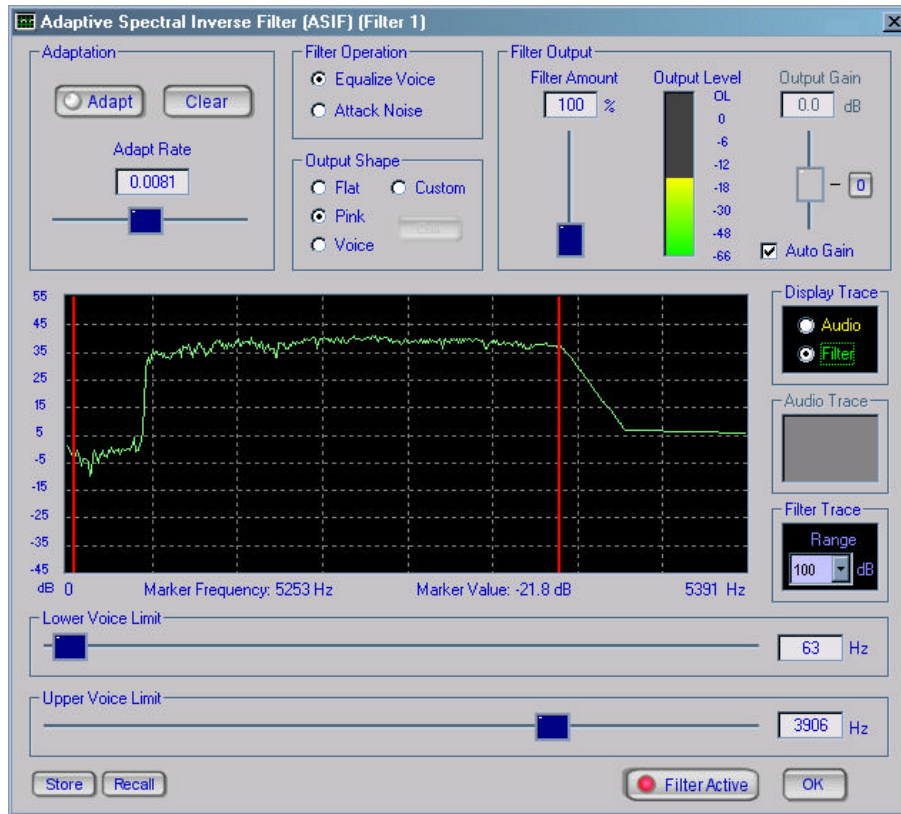 Adaptive Spectral Inverse Filter (ASIF) (Filter 1)
Adaptation
Adapt
Clear
Adapt Rate
0.0081
Filter Operation
Equalize Voice
Attack Noise
Output Shape
Flat
Custom
Pink
Voice
Filter Output
Filter Amount
100 %
Output Level
OL
0
-6
-12
-18
-30
-48
-66
Output Gain
0.0 dB
0
Auto Gain
55
45
35
25
15
5
-5
-15
-25
-35
-45
dB 0 Marker Frequency: 5253 Hz Marker Value: -21.8 dB 5391 Hz
Display Trace
Audio
Filter
Audio Trace
Filter Trace
Range
100 dB
Lower Voice Limit
63 Hz
Upper Voice Limit
3906 Hz
Store
Recall
Filter Active
OK